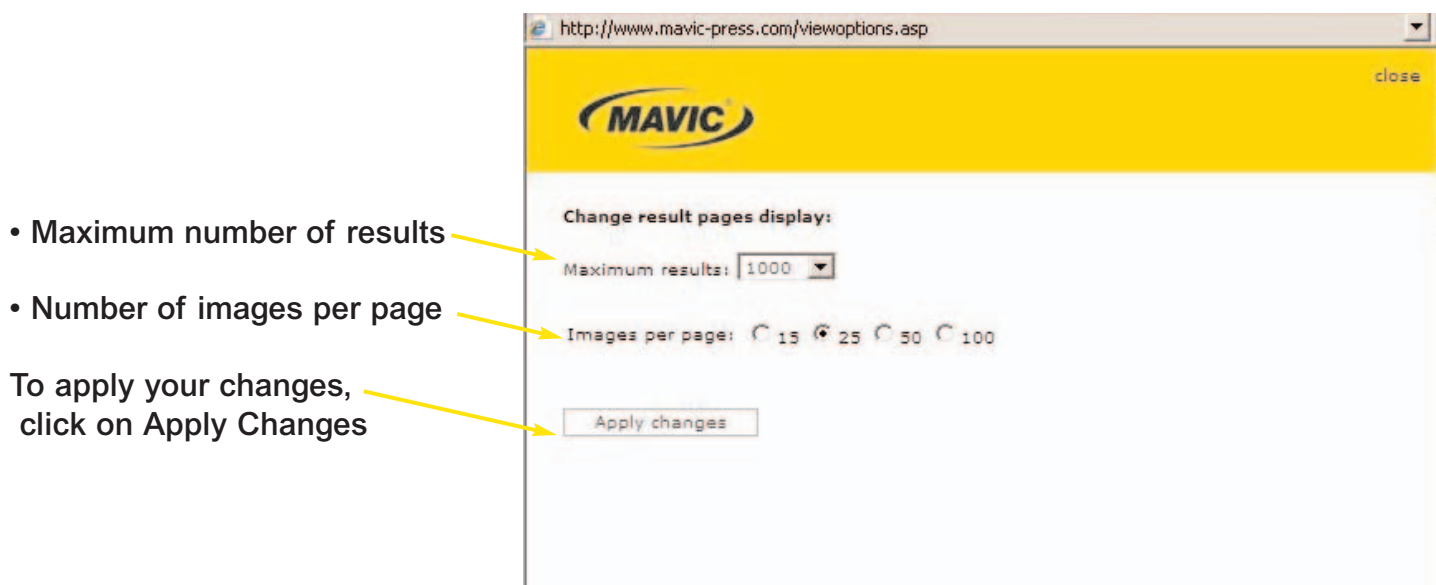 http://www.mavic-press.com/viewoptions.asp
close
MAVIC
Change result pages display:
• Maximum number of results
Maximum results: 1000
• Number of images per page
Images per page: 15 25 50 100
To apply your changes,
click on Apply Changes
Apply changes